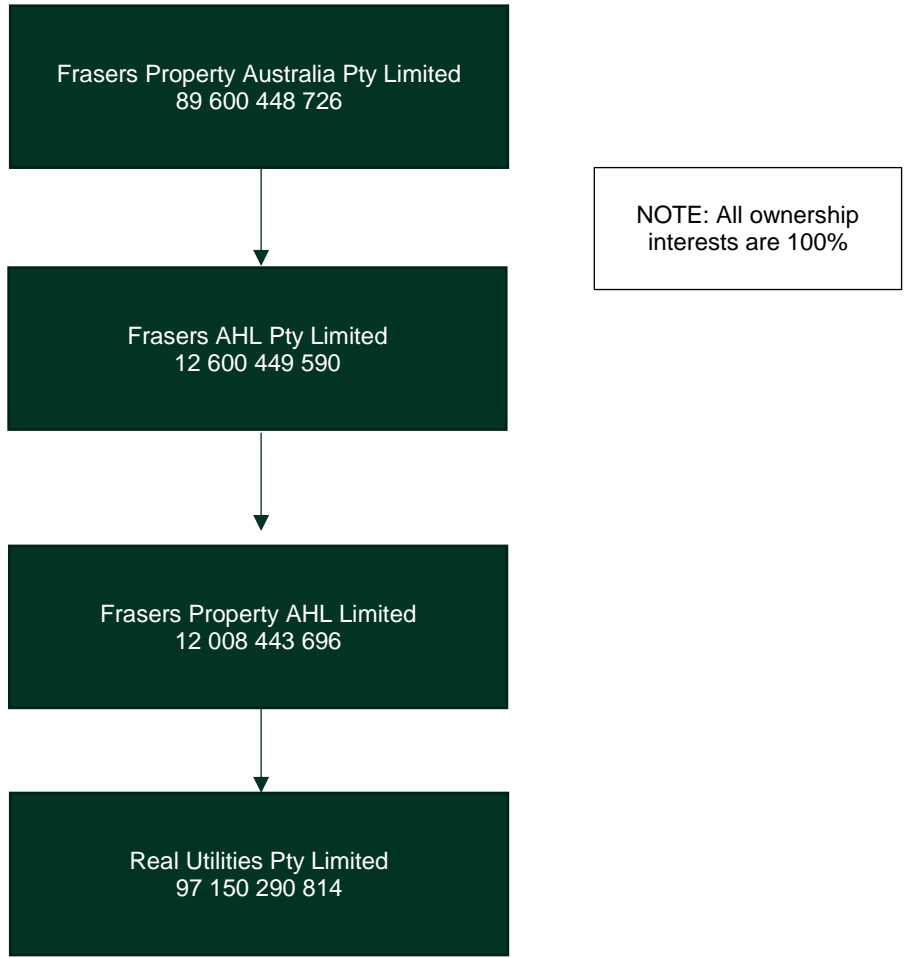 Frasers Property Australia Pty Limited
89 600 448 726
NOTE: All ownership
interests are 100%
Frasers AHL Pty Limited
12 600 449 590
Frasers Property AHL Limited
12 008 443 696
Real Utilities Pty Limited
97 150 290 814